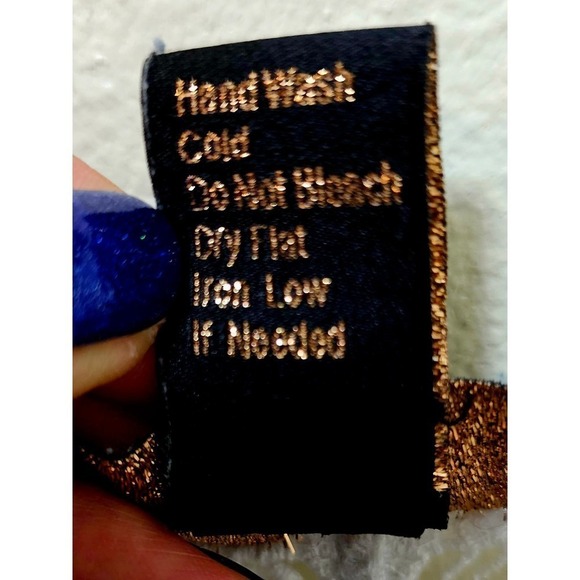 Hand Wash
Cold
Do Not Bleach
Dry Flat
Iron Low
If Needed